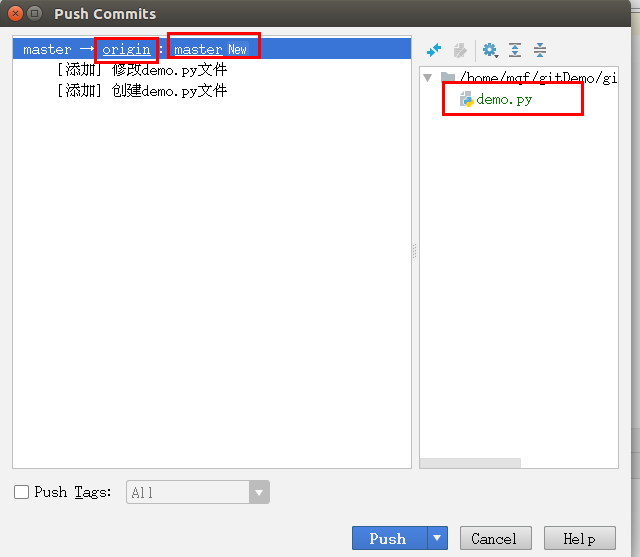 Push Commits
master → origin : master New
[添加] 修改demo.py文件
[添加] 创建demo.py文件
/home/mqf/gitDemo/gi
demo.py
Push Tags: All
Push Cancel Help